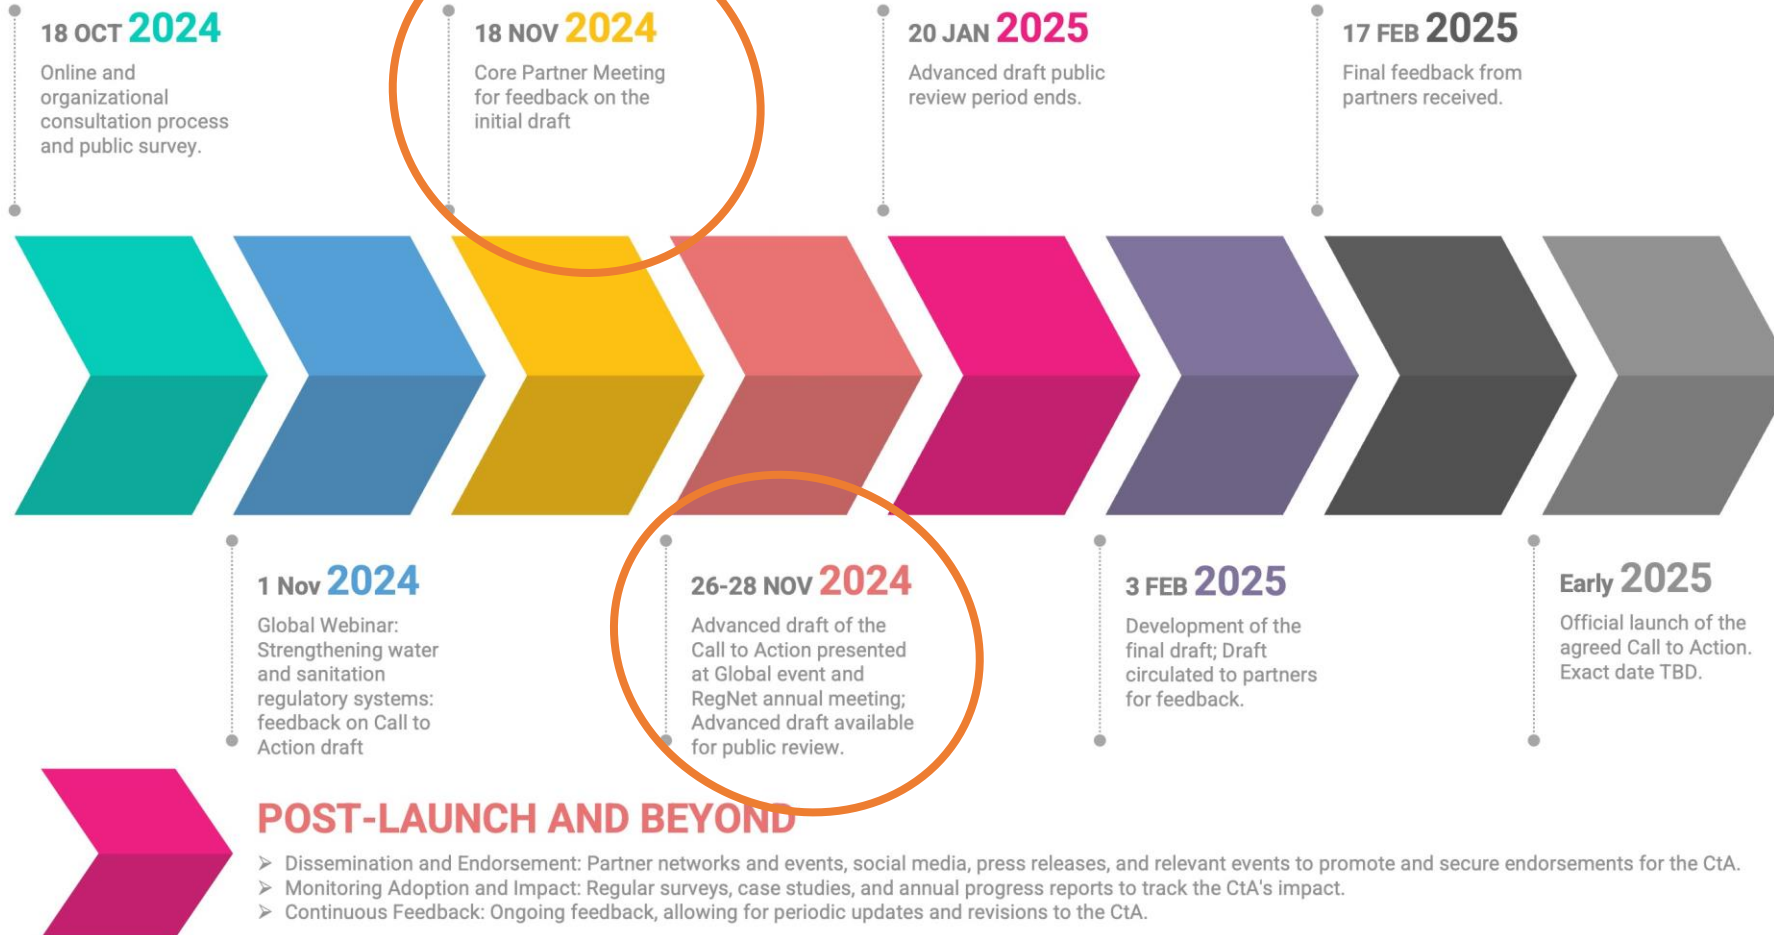 18 OCT 2024
Online and
organizational
consultation process
and public survey.
18 NOV 2024
Core Partner Meeting
for feedback on the
initial draft
20 JAN 2025
Advanced draft public
review period ends.
17 FEB 2025
Final feedback from
partners received.
1 Nov 2024
Global Webinar:
Strengthening water
and sanitation
regulatory systems:
feedback on Call to
Action draft
26-28 NOV 2024
Advanced draft of the
Call to Action presented
at Global event and
RegNet annual meeting;
Advanced draft available
for public review.
3 FEB 2025
Development of the
final draft; Draft
circulated to partners
for feedback.
Early 2025
Official launch of the
agreed Call to Action.
Exact date TBD.
POST-LAUNCH AND BEYOND
➢ Dissemination and Endorsement: Partner networks and events, social media, press releases, and relevant events to promote and secure endorsements for the CtA.
➢ Monitoring Adoption and Impact: Regular surveys, case studies, and annual progress reports to track the CtA's impact.
➢ Continuous Feedback: Ongoing feedback, allowing for periodic updates and revisions to the CtA.